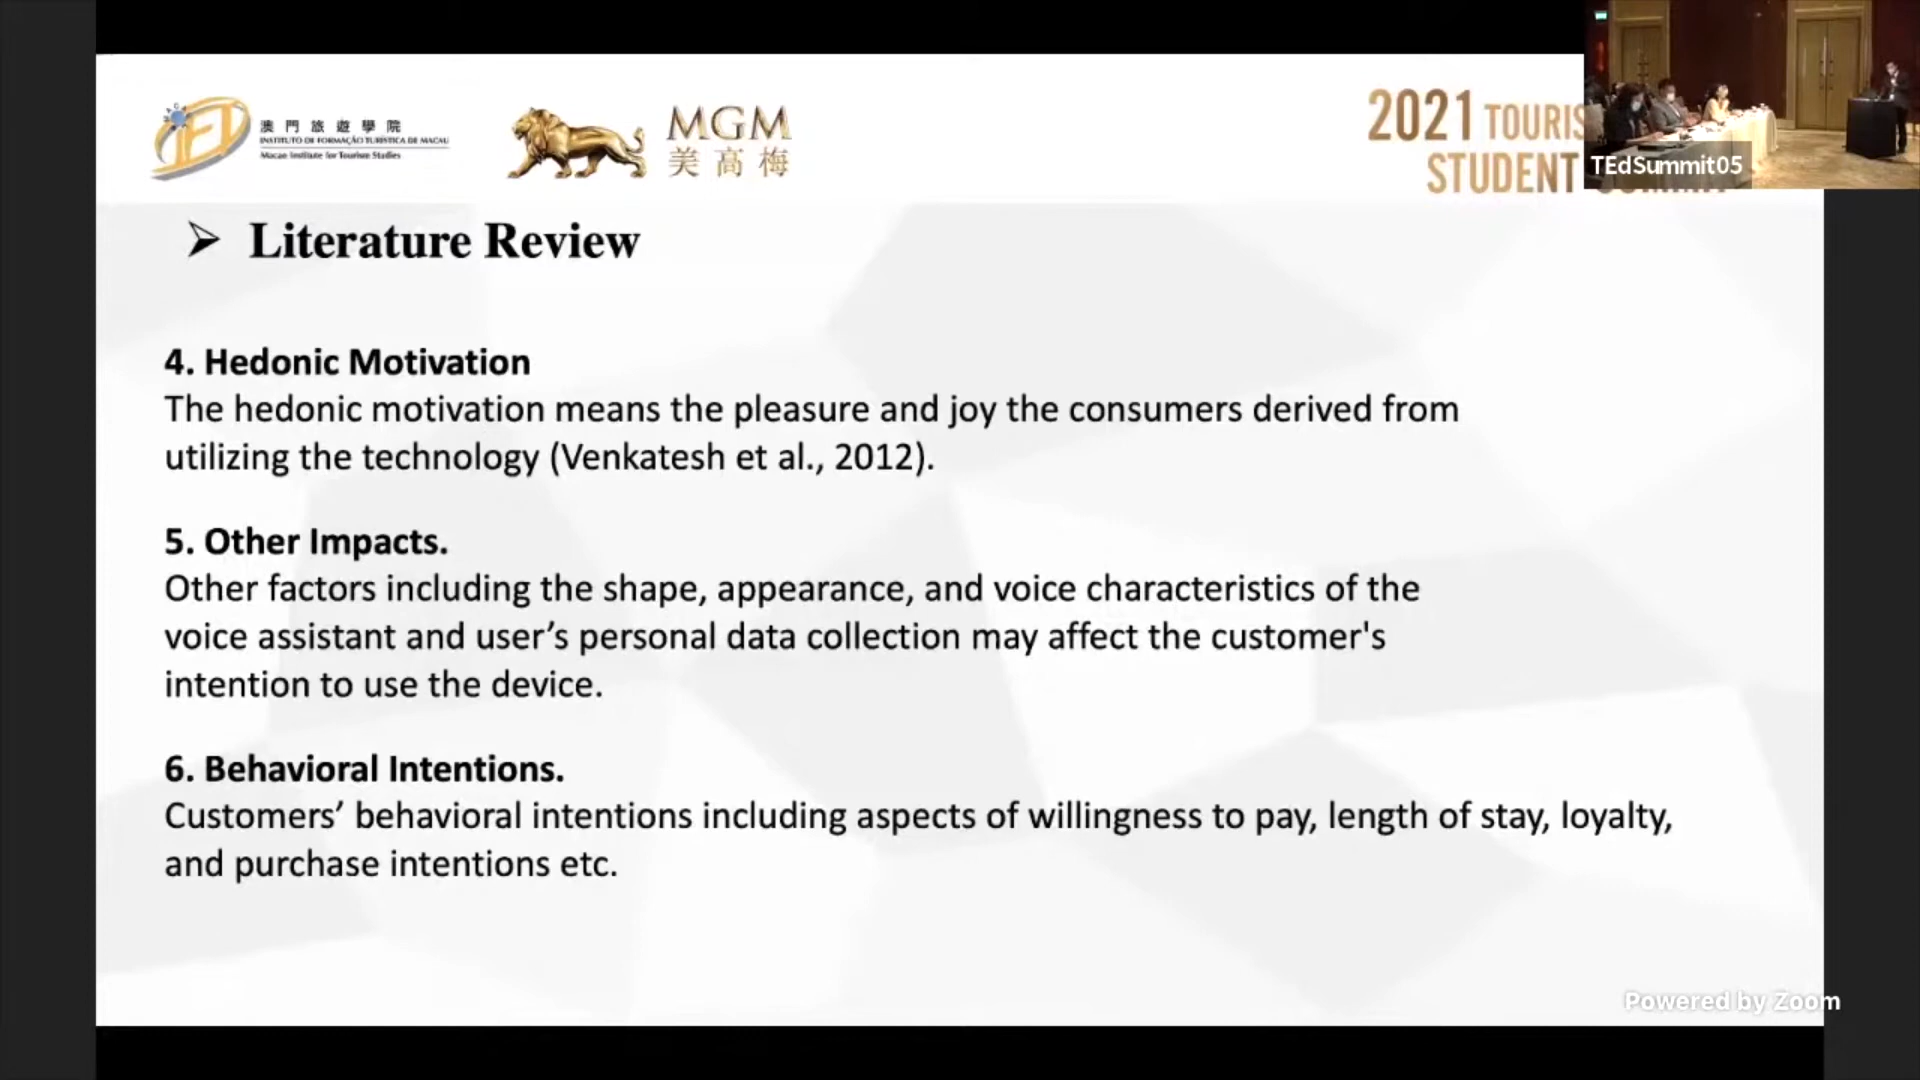 澳門旅遊學院
INSTITUTO DE FORMAÇÃO TURÍSTICA DE MACAU
Macao Institute for Tourism Studies
MGM
美高梅
2021 TOURIS
STUDENT
TEdSummit05
➢ Literature Review
4. Hedonic Motivation
The hedonic motivation means the pleasure and joy the consumers derived from
utilizing the technology (Venkatesh et al., 2012).
5. Other Impacts.
Other factors including the shape, appearance, and voice characteristics of the
voice assistant and user’s personal data collection may affect the customer's
intention to use the device.
6. Behavioral Intentions.
Customers’ behavioral intentions including aspects of willingness to pay, length of stay, loyalty,
and purchase intentions etc.
Powered by Zoom